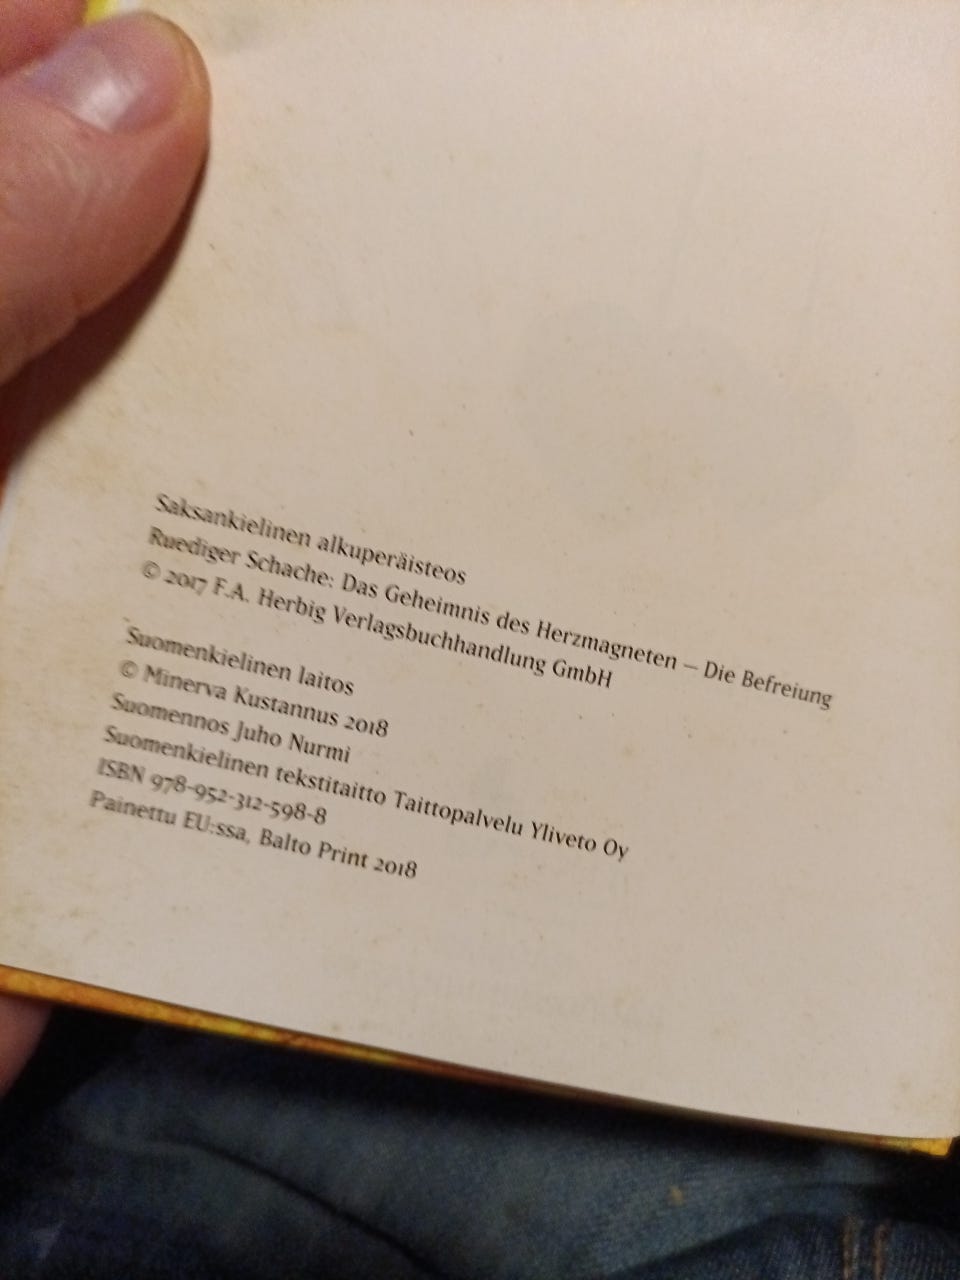 Saksankielinen alkuperäisteos
Ruediger Schache: Das Geheimnis des Herzmagneten – Die Befreiung
© 2017 F.A. Herbig Verlagsbuchhandlung GmbH
Suomenkielinen laitos
© Minerva Kustannus 2018
Suomennos Juho Nurmi
Suomenkielinen tekstitaitto Taittopalvelu Yliveto Oy
ISBN 978-952-312-598-8
Painettu EU:ssa, Balto Print 2018